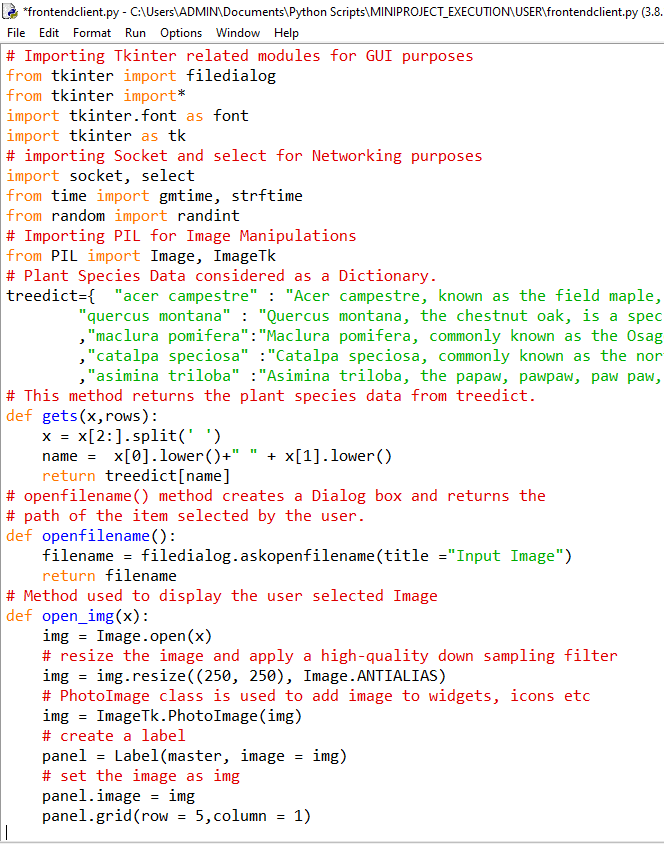 *frontendclient.py - C:\Users\ADMIN\Documents\Python Scripts\MINIPROJECT_EXECUTION\USER\frontendclient.py (3.8.
File Edit Format Run Options Window Help
# Importing Tkinter related modules for GUI purposes
from tkinter import filedialog
from tkinter import*
import tkinter.font as font
import tkinter as tk
# importing Socket and select for Networking purposes
import socket, select
from time import gmtime, strftime
from random import randint
# Importing PIL for Image Manipulations
from PIL import Image, ImageTk
# Plant Species Data considered as a Dictionary.
treedict={  "acer campestre" : "Acer campestre, known as the field maple,
        "quercus montana" : "Quercus montana, the chestnut oak, is a spec
        ,"maclura pomifera":"Maclura pomifera, commonly known as the Osag
        ,"catalpa speciosa" :"Catalpa speciosa, commonly known as the nor
        ,"asimina triloba" :"Asimina triloba, the papaw, pawpaw, paw paw,
# This method returns the plant species data from treedict.
def gets(x,rows):
    x = x[2:].split(' ')
    name =  x[0].lower()+" " + x[1].lower()
    return treedict[name]
# openfilename() method creates a Dialog box and returns the
# path of the item selected by the user.
def openfilename():
    filename = filedialog.askopenfilename(title ="Input Image")
    return filename
# Method used to display the user selected Image
def open_img(x):
    img = Image.open(x)
    # resize the image and apply a high-quality down sampling filter
    img = img.resize((250, 250), Image.ANTIALIAS)
    # PhotoImage class is used to add image to widgets, icons etc
    img = ImageTk.PhotoImage(img)
    # create a label
    panel = Label(master, image = img)
    # set the image as img
    panel.image = img
    panel.grid(row = 5,column = 1)